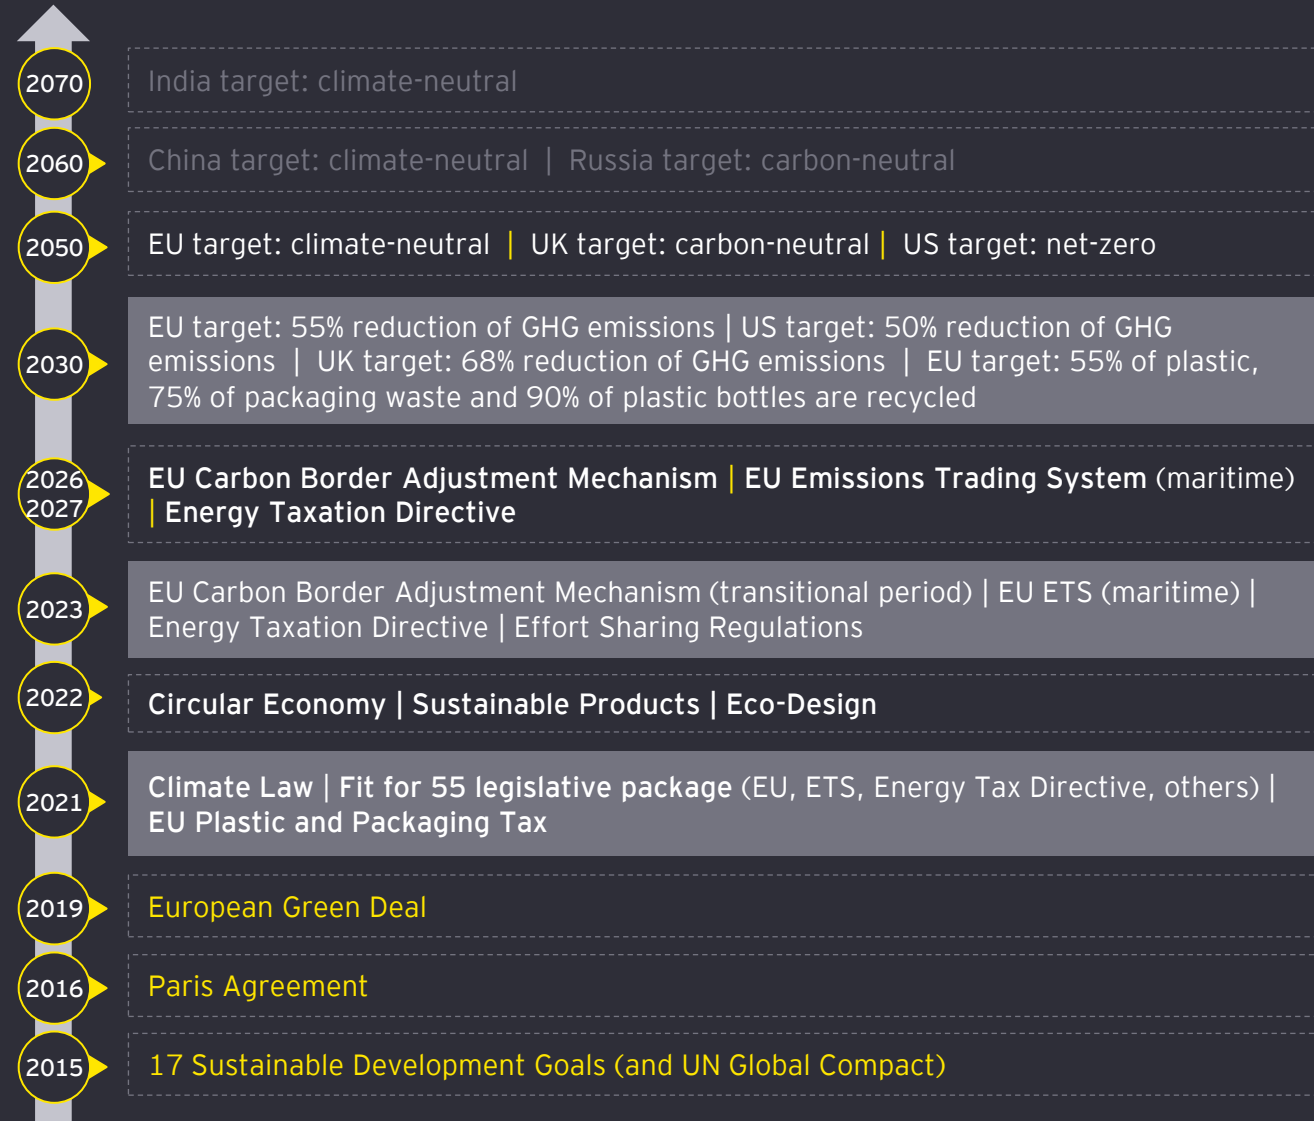 2070
India target: climate-neutral
2060
China target: climate-neutral | Russia target: carbon-neutral
2050
EU target: climate-neutral | UK target: carbon-neutral | US target: net-zero
2030
EU target: 55% reduction of GHG emissions | US target: 50% reduction of GHG
emissions | UK target: 68% reduction of GHG emissions | EU target: 55% of plastic,
75% of packaging waste and 90% of plastic bottles are recycled
2026
2027
EU Carbon Border Adjustment Mechanism | EU Emissions Trading System (maritime)
| Energy Taxation Directive
2023
EU Carbon Border Adjustment Mechanism (transitional period) | EU ETS (maritime) |
Energy Taxation Directive | Effort Sharing Regulations
2022
Circular Economy | Sustainable Products | Eco-Design
2021
Climate Law | Fit for 55 legislative package (EU, ETS, Energy Tax Directive, others) |
EU Plastic and Packaging Tax
2019
European Green Deal
2016
Paris Agreement
2015
17 Sustainable Development Goals (and UN Global Compact)